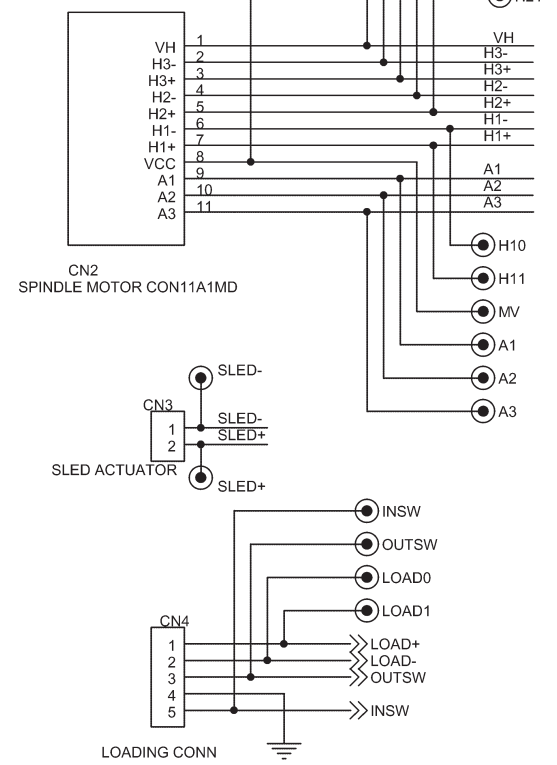 VH 1 VH
H3- 2 H3-
H3+ 3 H3+
H2- 4 H2-
H2+ 5 H2+
H1- 6 H1-
H1+ 7 H1+
VCC 8
A1 9 A1
A2 10 A2
A3 11 A3
H10
H11
MV
A1
A2
A3
CN2
SPINDLE MOTOR CON11A1MD
SLED-
CN3
1 SLED-
2 SLED+
SLED ACTUATOR
SLED+
INSW
OUTSW
LOAD0
LOAD1
CN4
1 LOAD+
2 LOAD-
3 OUTSW
4
5 INSW
LOADING CONN